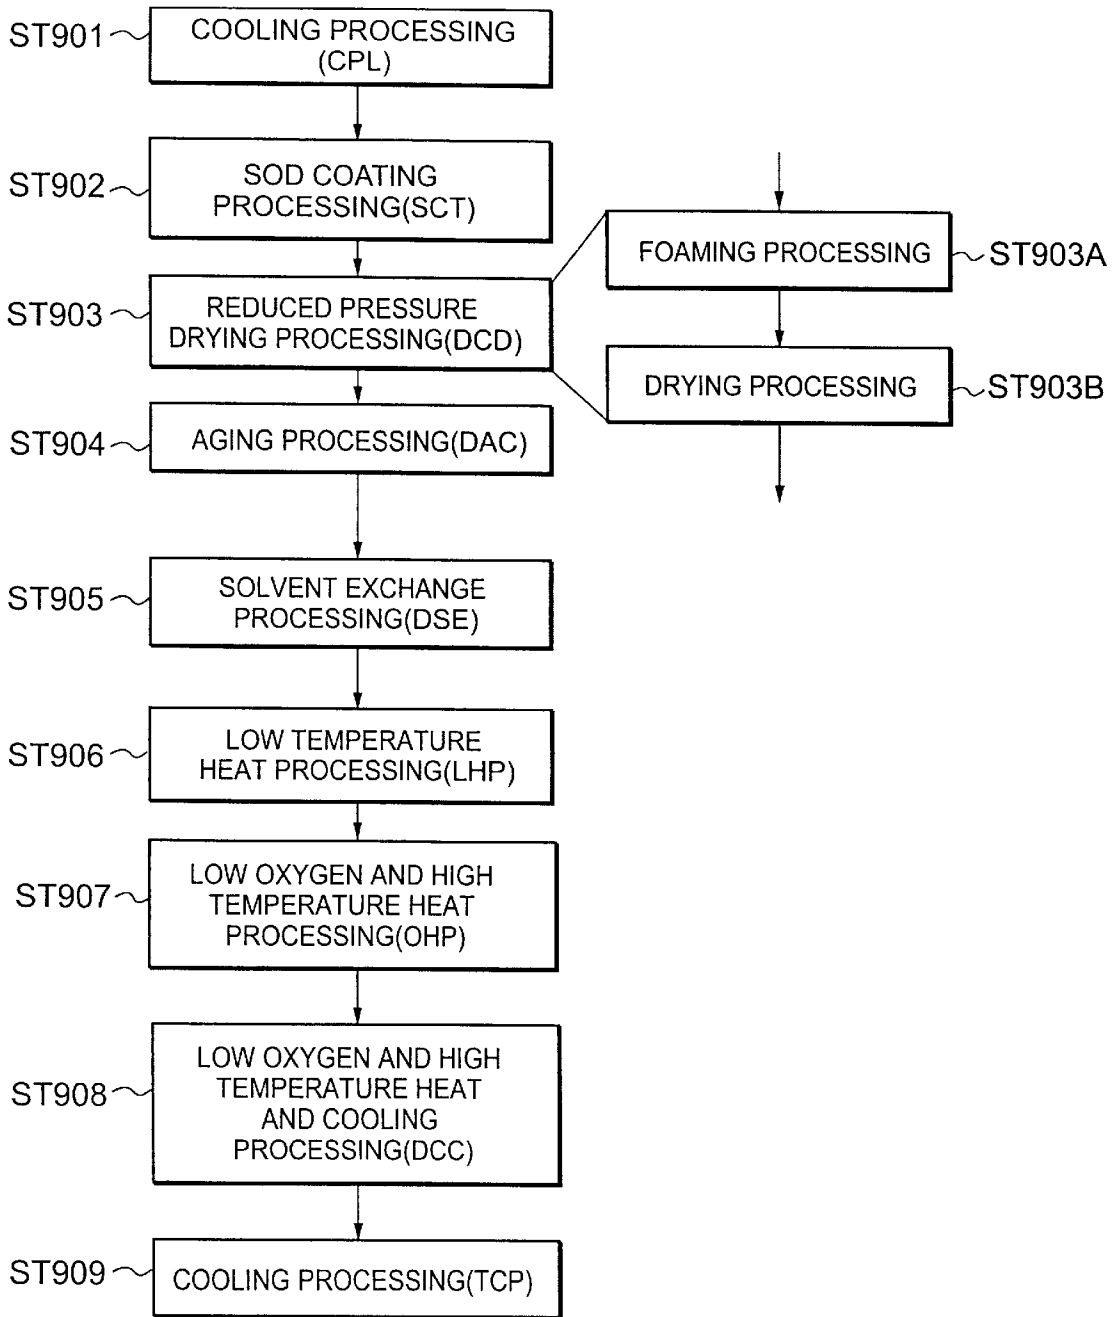 ST901
COOLING PROCESSING
(CPL)
ST902
SOD COATING
PROCESSING(SCT)
ST903
REDUCED PRESSURE
DRYING PROCESSING(DCD)
FOAMING PROCESSING
ST903A
DRYING PROCESSING
ST903B
ST904
AGING PROCESSING(DAC)
ST905
SOLVENT EXCHANGE
PROCESSING(DSE)
ST906
LOW TEMPERATURE
HEAT PROCESSING(LHP)
ST907
LOW OXYGEN AND HIGH
TEMPERATURE HEAT
PROCESSING(OHP)
ST908
LOW OXYGEN AND HIGH
TEMPERATURE HEAT
AND COOLING
PROCESSING(DCC)
ST909
COOLING PROCESSING(TCP)